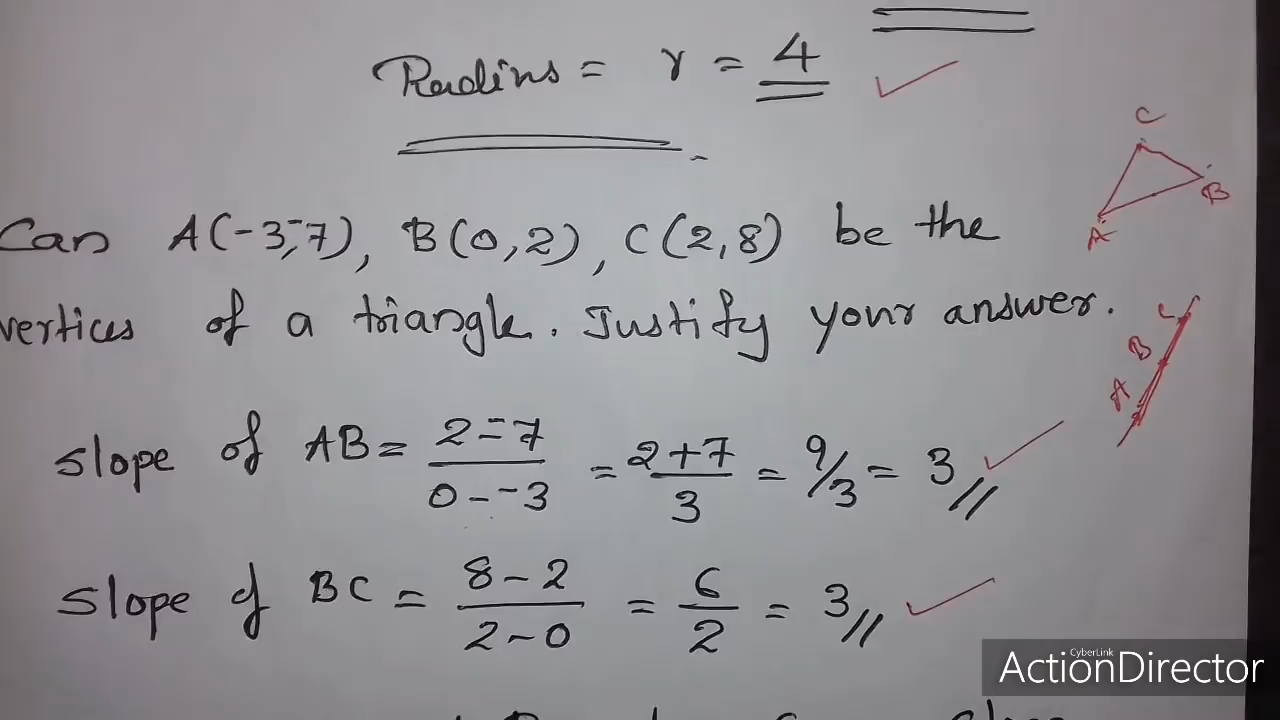 Radius = r = 4
C
B
A
Can A(-3,-7), B(0,2), C(2,8) be the
vertices of a triangle. Justify your answer.
C
B
A
slope of AB = 2--7/0--3 = 2+7/3 = 9/3 = 3
slope of BC = 8-2/2-0 = 6/2 = 3
CyberLink
ActionDirector